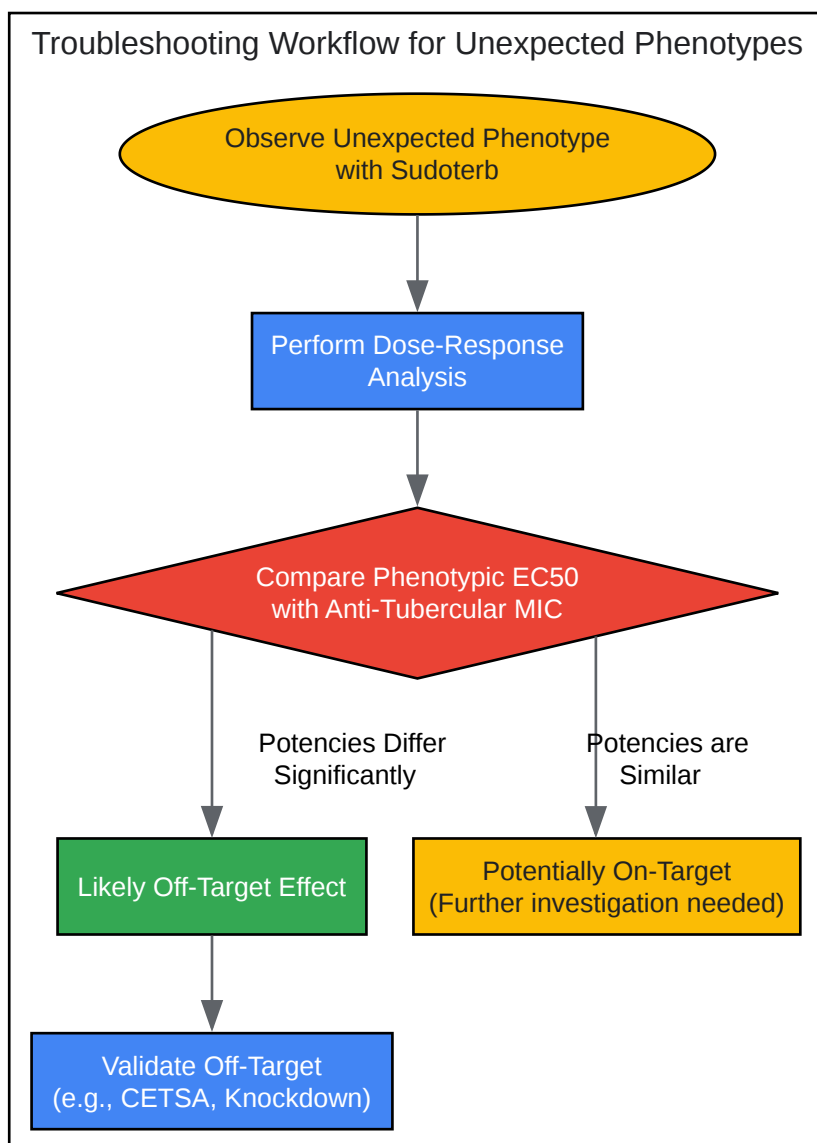 Troubleshooting Workflow for Unexpected Phenotypes
Observe Unexpected Phenotype
with Sudoterb
Perform Dose-Response
Analysis
Compare Phenotypic EC50
with Anti-Tubercular MIC
Potencies Differ
Significantly
Potencies are
Similar
Likely Off-Target Effect
Potentially On-Target
(Further investigation needed)
Validate Off-Target
(e.g., CETSA, Knockdown)